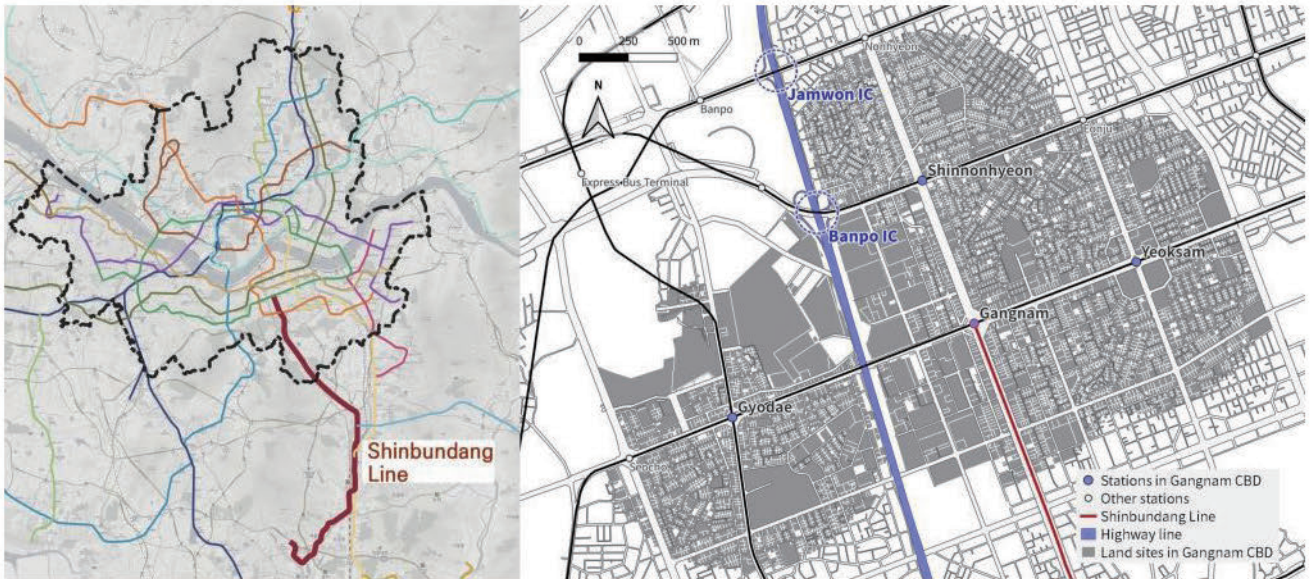 Shinbundang
Line
0 250 500 m
N
Nonhyeon
Jamwon IC
Banpo
Eonju
Shinnonhyeon
Express Bus Terminal
Banpo IC
Yeoksam
Gangnam
Gyodae
Seocho
Stations in Gangnam CBD
Other stations
Shinbundang Line
Highway line
Land sites in Gangnam CBD